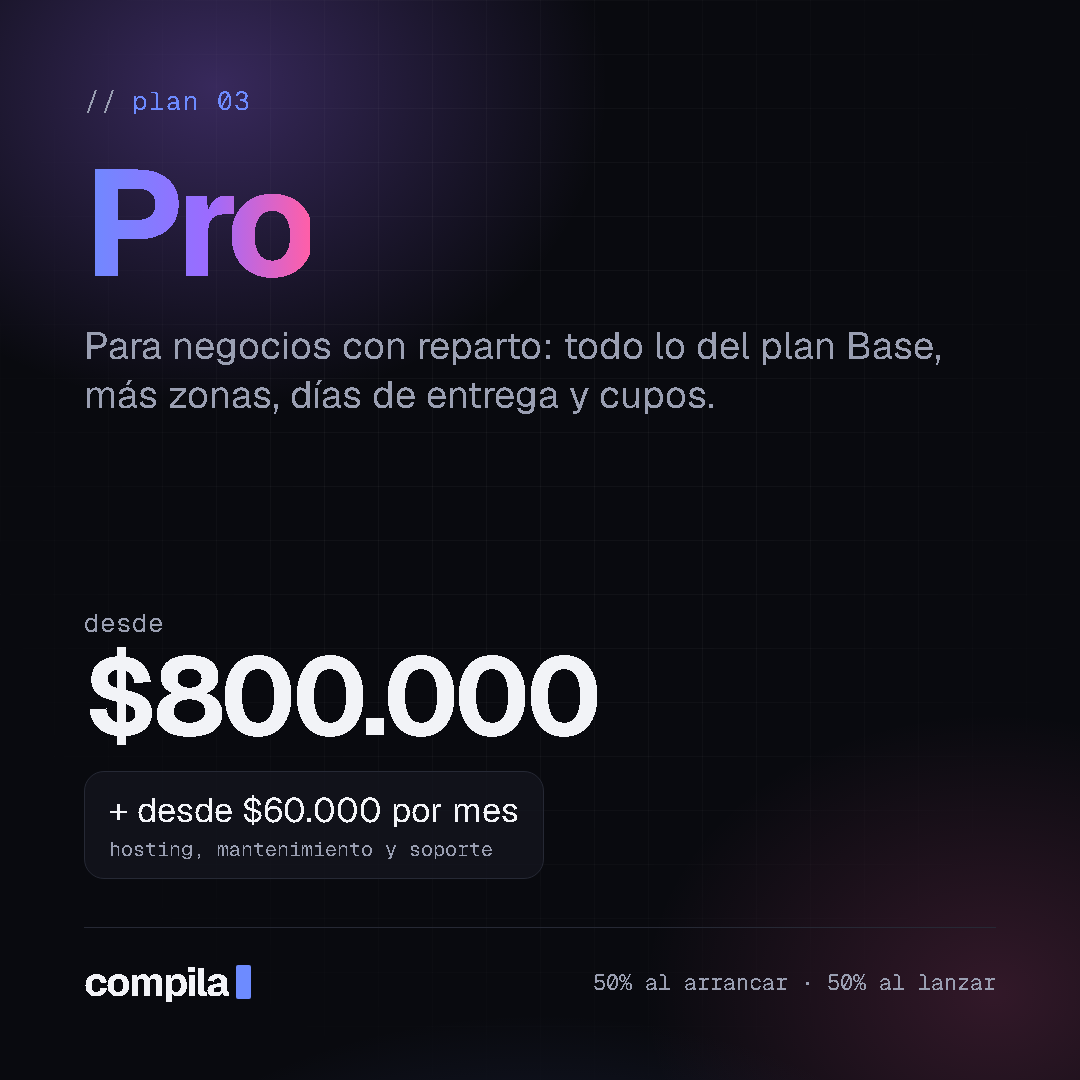 // plan 03
Pro
Para negocios con reparto: todo lo del plan Base,
más zonas, días de entrega y cupos.
desde
$800.000
+ desde $60.000 por mes
hosting, mantenimiento y soporte
compila
50% al arrancar · 50% al lanzar